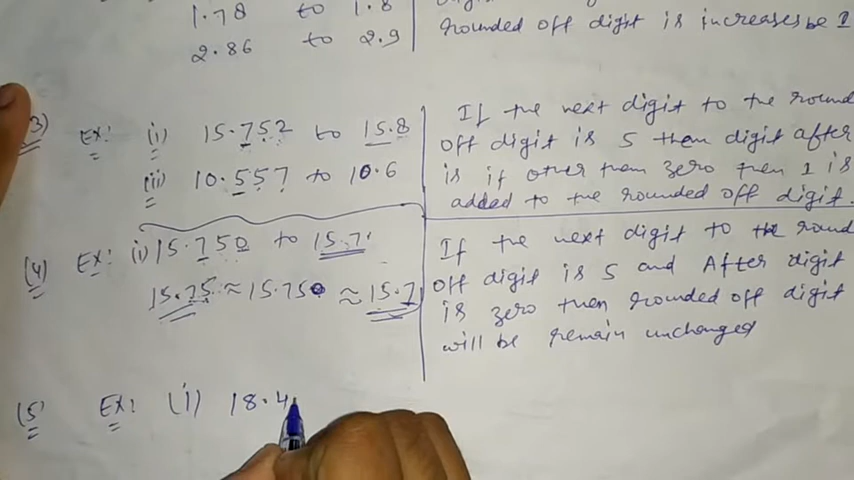 1.78 to 1.8
2.86 to 2.9
rounded off digit is increases be 1
3)
Ex: (i) 15.752 to 15.8
(ii) 10.557 to 10.6
If the next digit to the round
off digit is 5 then digit after
is if other then zero then 1 is
added to the rounded off digit.
(4) Ex: (i) 15.750 to 15.7
15.75 ≈ 15.750 ≈ 15.7
If the next digit to the round
off digit is 5 and After digit
is zero then rounded off digit
will be remain unchanged
(5) Ex: (i) 18.4